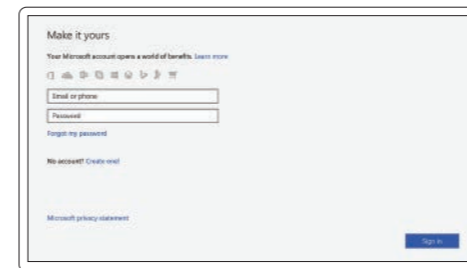 Make it yours
Your Microsoft account opens a world of benefits. Learn more
Email or phone
Password
Forgot my password
No account? Create one!
Microsoft privacy statement
Sign in